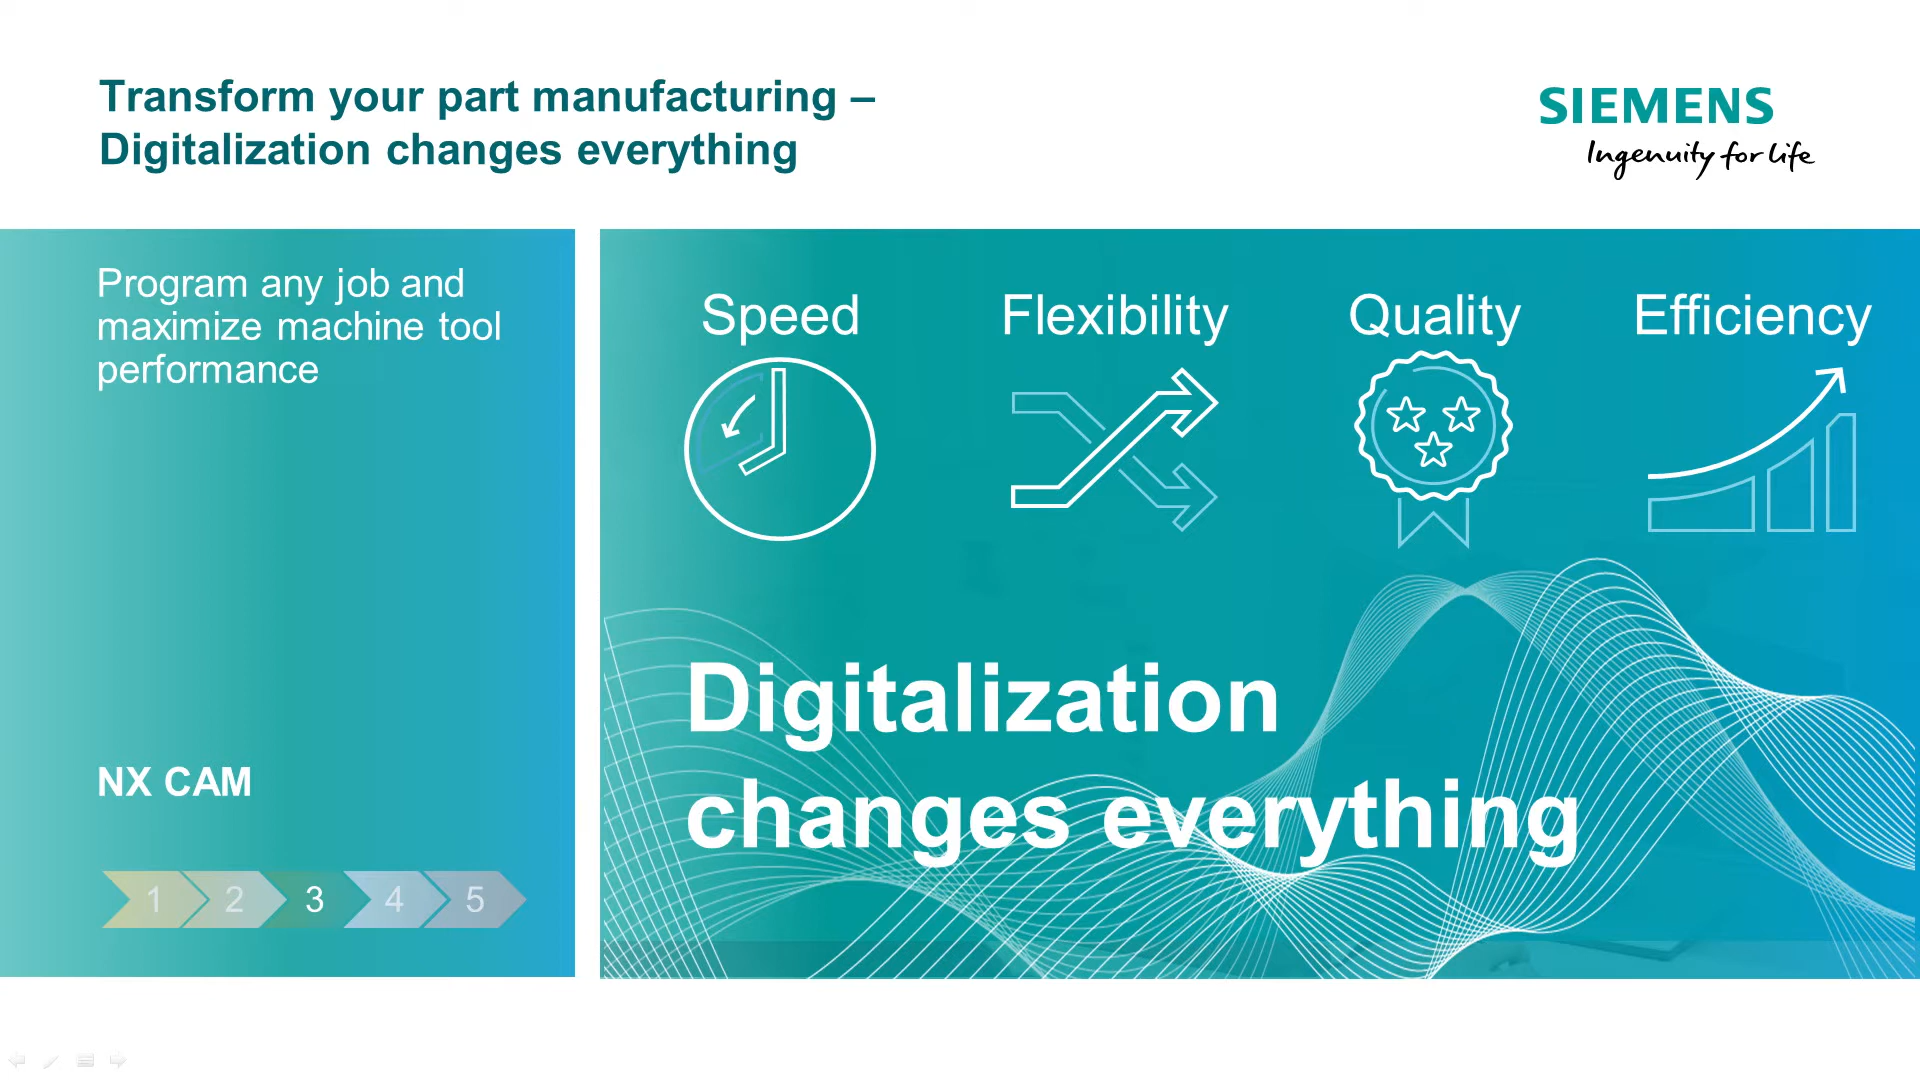 Transform your part manufacturing –
Digitalization changes everything
SIEMENS
Ingenuity for life
Program any job and
maximize machine tool
performance
NX CAM
1 2 3 4 5
Speed Flexibility Quality Efficiency
Digitalization
changes everything